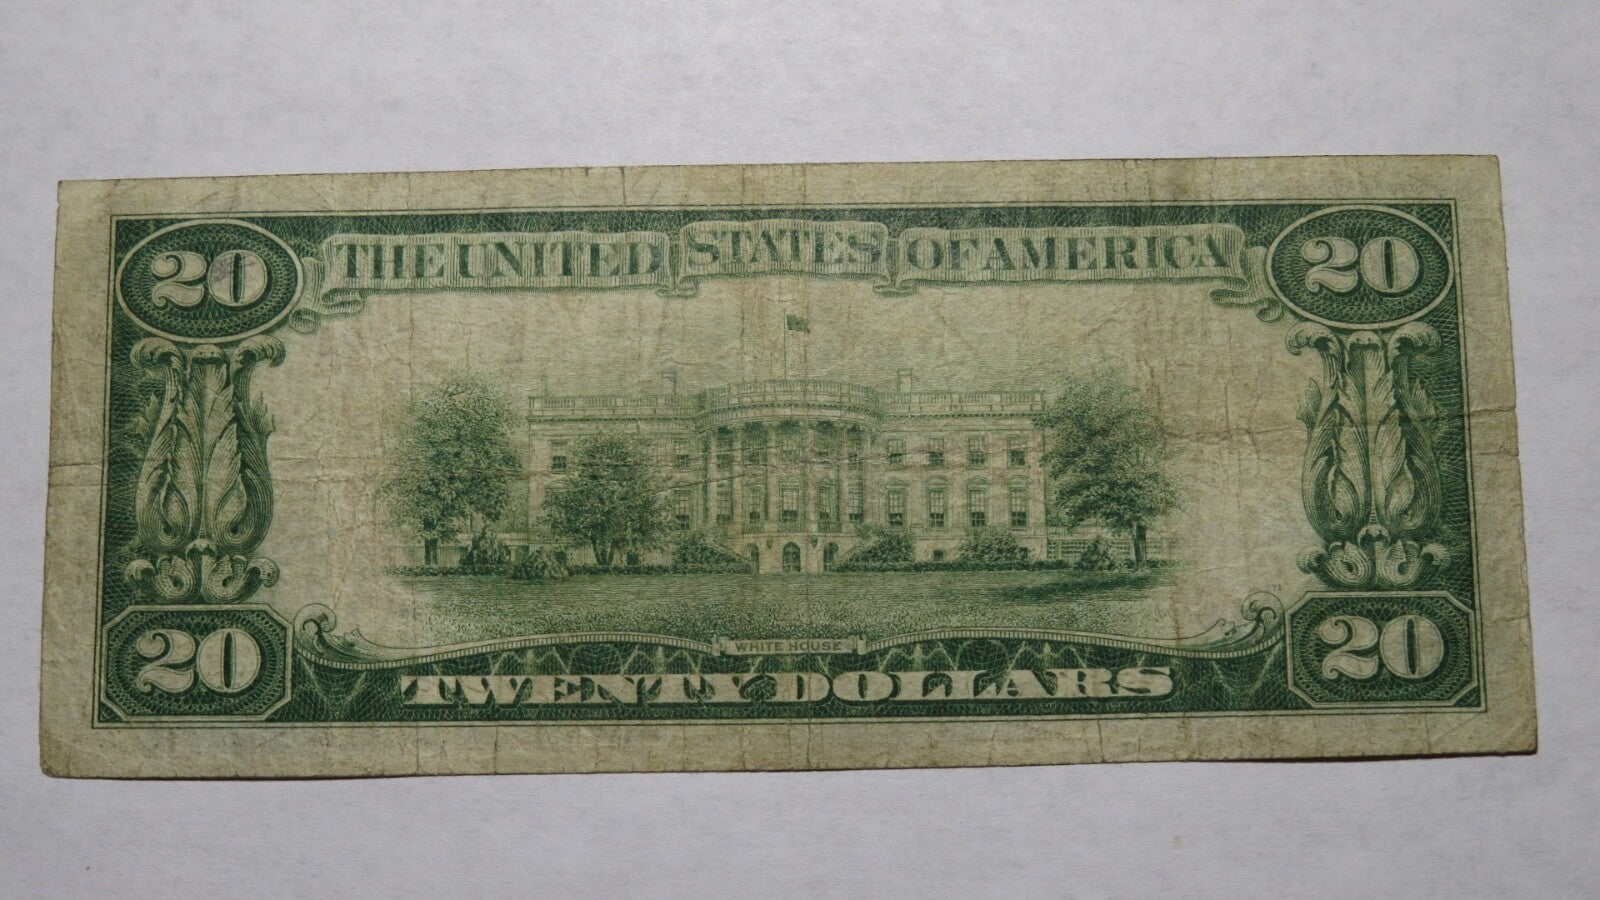 20 THE UNITED STATES OF AMERICA 20
WHITE HOUSE
20 TWENTY DOLLARS 20